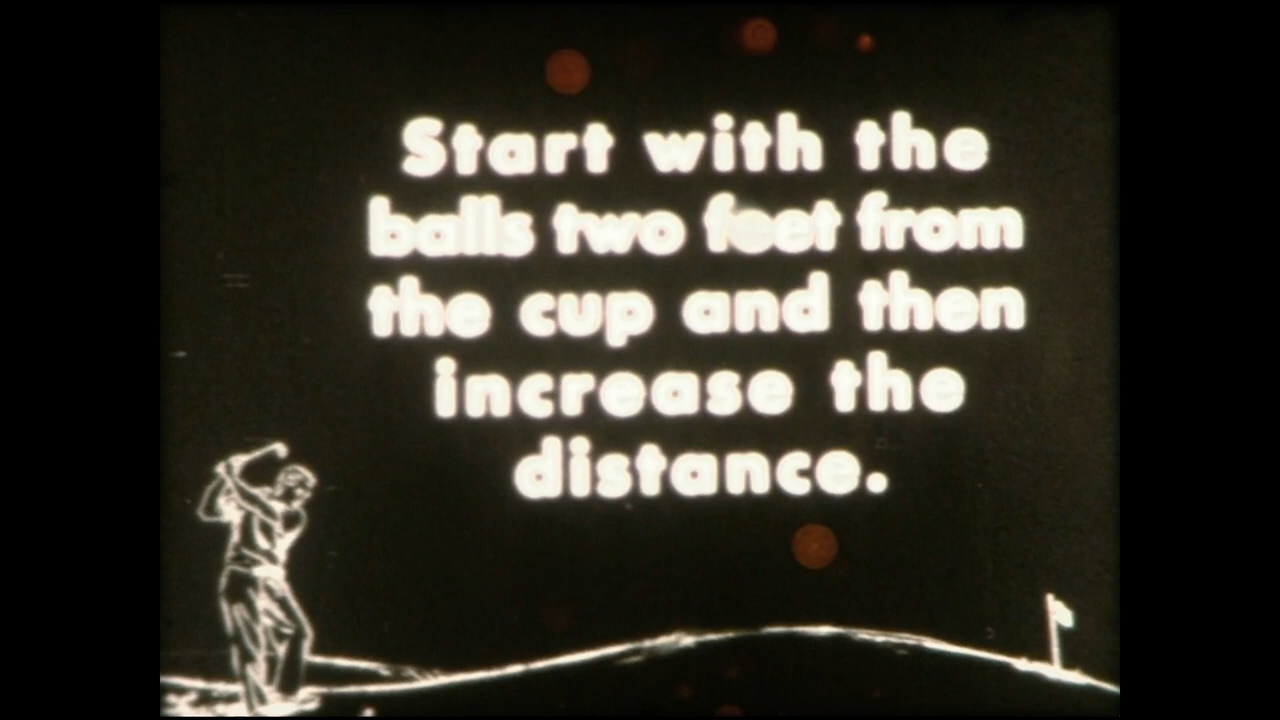 Start with the
balls two feet from
the cup and then
increase the
distance.